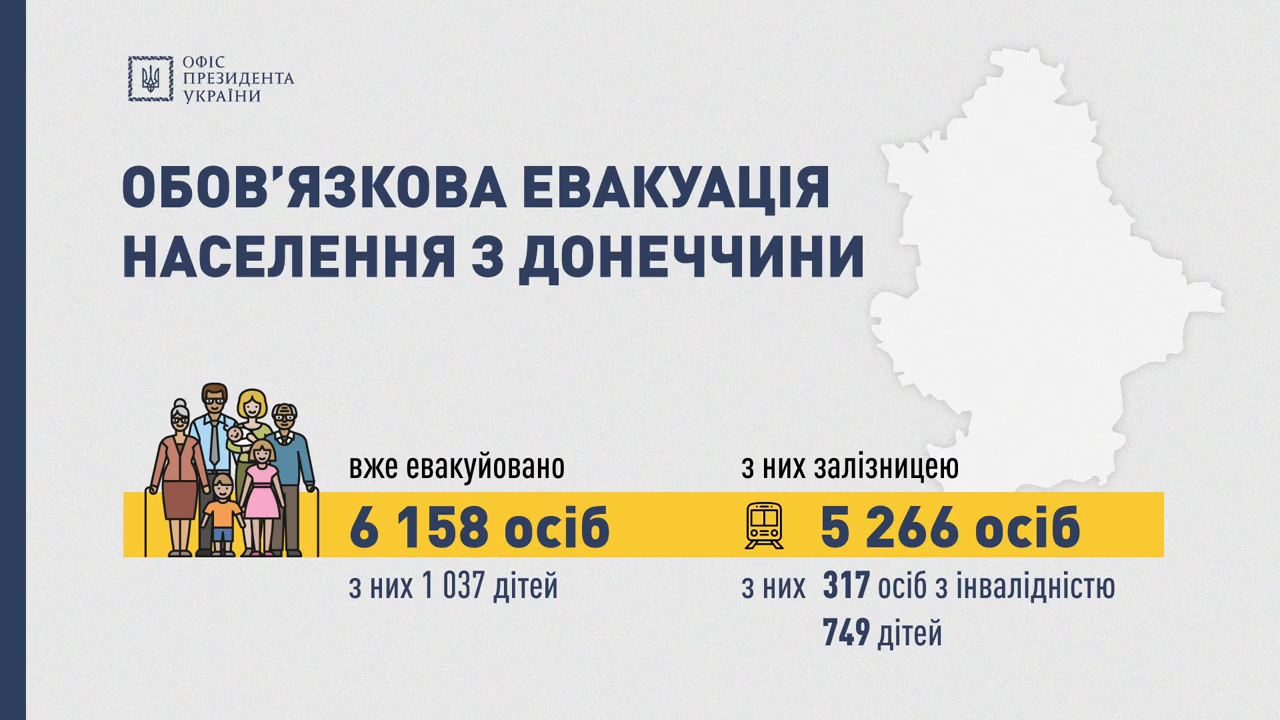 ОФІС
ПРЕЗИДЕНТА
УКРАЇНИ
ОБОВ’ЯЗКОВА ЕВАКУАЦІЯ
НАСЕЛЕННЯ З ДОНЕЧЧИНИ
вже евакуйовано
6 158 осіб
з них 1 037 дітей
з них залізницею
5 266 осіб
з них 317 осіб з інвалідністю
749 дітей